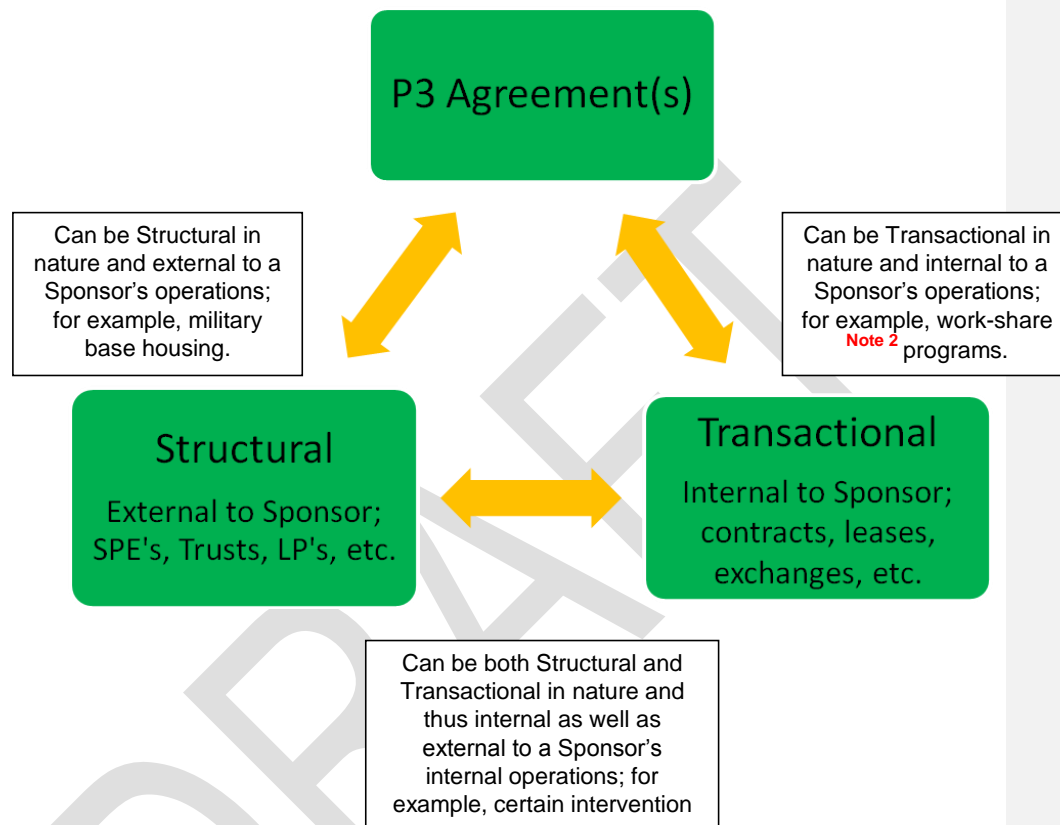 P3 Agreement(s)
Can be Structural in
nature and external to a
Sponsor's operations;
for example, military
base housing.
Can be Transactional in
nature and internal to a
Sponsor's operations;
for example, work-share
Note 2 programs.
Structural
External to Sponsor;
SPE's, Trusts, LP's, etc.
Transactional
Internal to Sponsor;
contracts, leases,
exchanges, etc.
Can be both Structural and
Transactional in nature and
thus internal as well as
external to a Sponsor's
internal operations; for
example, certain intervention
DRAFT